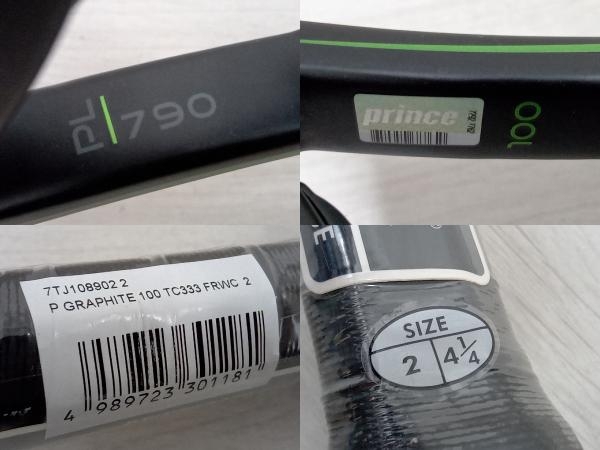 PL/790
prince
100
7TJ108902 2
P GRAPHITE 100 TC333 FRWC 2
4 989723 301181
SIZE
2 4 1/4
®